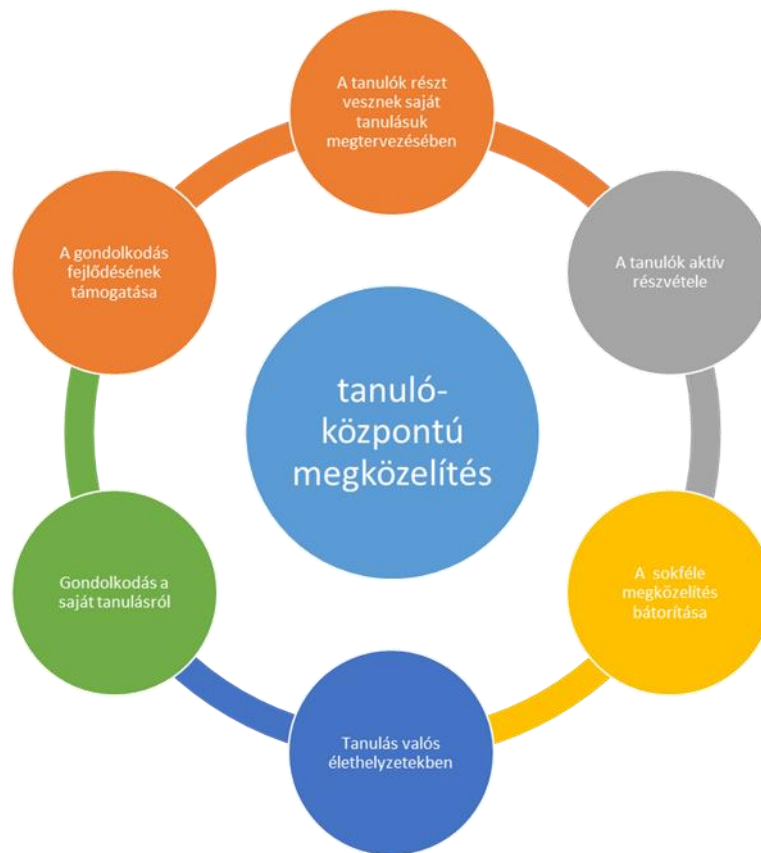 A tanulók részt
vesznek saját
tanulásuk
megtervezésében
A tanulók aktív
részvétele
A sokféle
megközelítés
bátorítása
Tanulás valós
élethelyzetekben
Gondolkodás a
saját tanulásról
A gondolkodás
fejlődésének
támogatása
tanuló-
központú
megközelítés